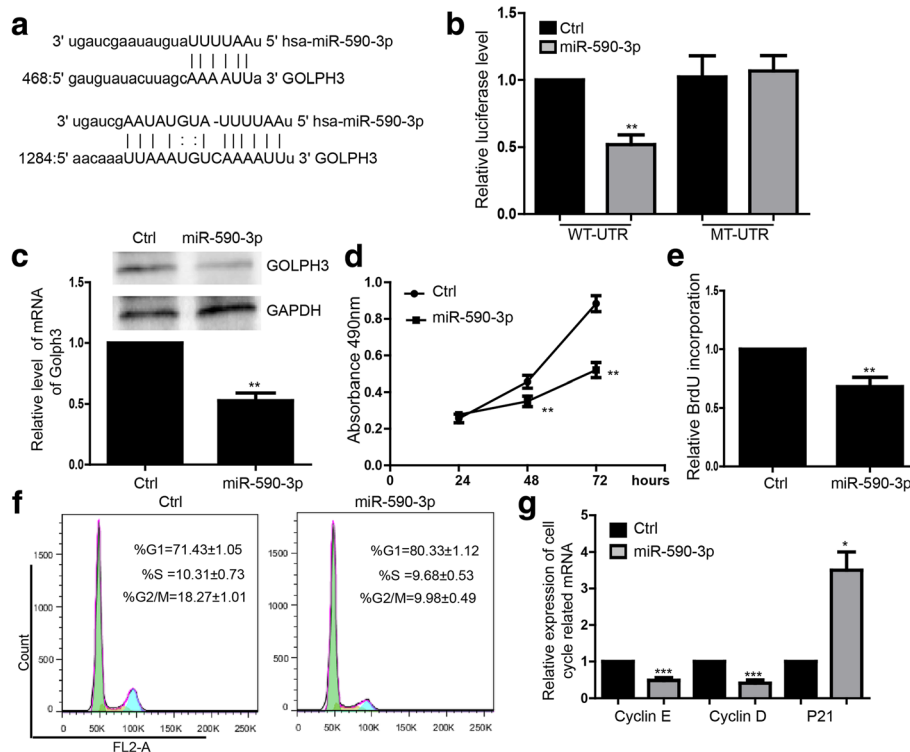 a
3' ugaucgaauauguaUUUUAAu 5' hsa-miR-590-3p
| | | | | |
468:5' gauguauacuuagcAAAAUUa 3' GOLPH3
3' ugaucgAAUAUGUA-UUUUAAu 5' hsa-miR-590-3p
| | | | : : | | | | | | |
1284:5' aacaaaUUAAAUGUCAAAAUUu 3' GOLPH3
b
Relative luciferase level
1.5
1.0
0.5
0.0
Ctrl
miR-590-3p
**
WT-UTR MT-UTR
c
Ctrl miR-590-3p
GOLPH3
GAPDH
Relative level of mRNA
of Golph3
1.5
1.0
0.5
0.0
**
Ctrl miR-590-3p
d
Absorbance 490nm
1.0
0.8
0.6
0.4
0.2
0.0
Ctrl
miR-590-3p
**
**
0 24 48 72 hours
e
Relative BrdU incorporation
1.5
1.0
0.5
0.0
**
Ctrl miR-590-3p
f
Ctrl
Count
1500
1000
500
0
%G1=71.43±1.05
%S =10.31±0.73
%G2/M=18.27±1.01
0 50K 100K 150K 200K 250K
FL2-A
miR-590-3p
1500
1000
500
0
%G1=80.33±1.12
%S =9.68±0.53
%G2/M=9.98±0.49
0 50K 100K 150K 200K 250K
g
Relative expression of cell
cycle related mRNA
5
4
3
2
1
0
Ctrl
miR-590-3p
***
***
*
Cyclin E Cyclin D P21